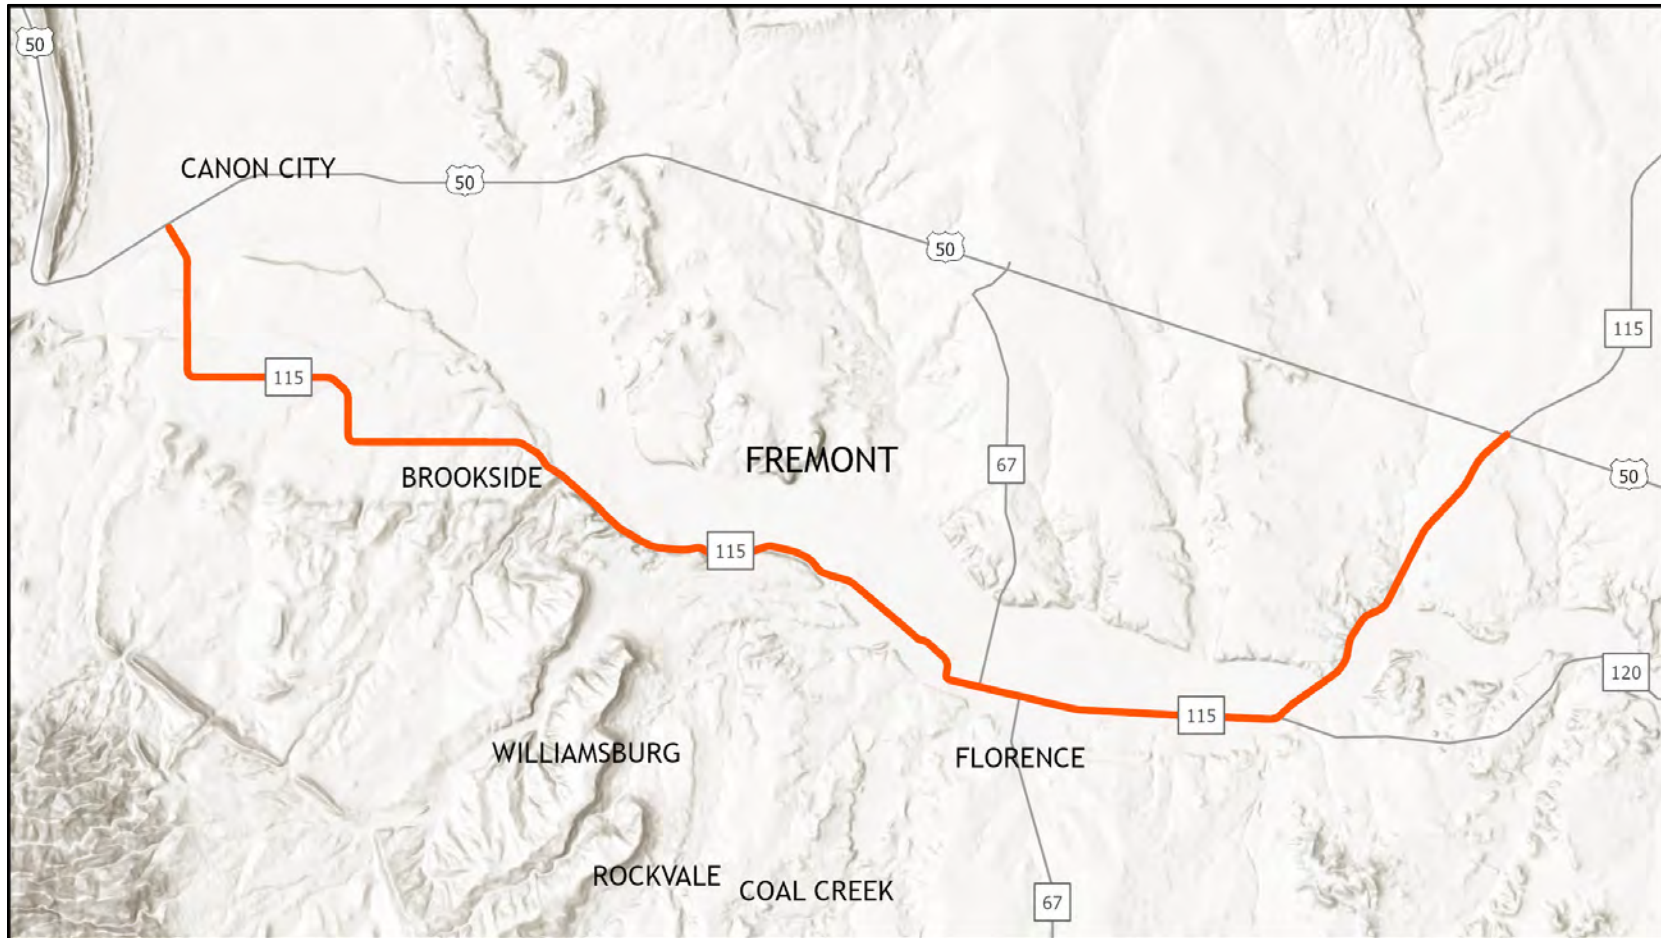 50
CANON CITY
50
50
115
115
FREMONT
67
BROOKSIDE
50
115
120
115
WILLIAMSBURG
FLORENCE
ROCKVALE
COAL CREEK
67